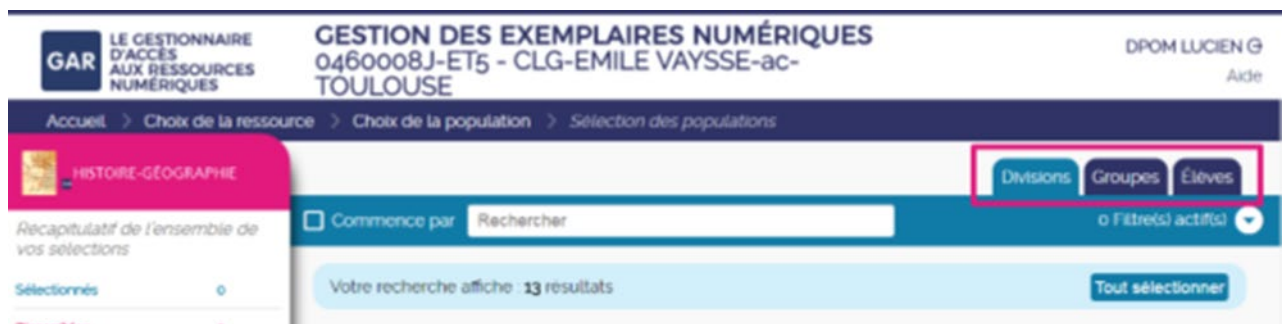 GAR
LE GESTIONNAIRE
D'ACCÈS
AUX RESSOURCES
NUMÉRIQUES
GESTION DES EXEMPLAIRES NUMÉRIQUES
0460008J-ET5 - CLG-EMILE VAYSSE-ac-
TOULOUSE
DPOM LUCIEN
Aide
Accueil > Choix de la ressource > Choix de la population > Sélection des populations
HISTOIRE-GÉOGRAPHIE
Divisions Groupes Élèves
Récapitulatif de l'ensemble de
vos sélections
Commence par Rechercher 0 Filtre(s) actif(s)
Sélectionnés 0
Votre recherche affiche : 13 résultats Tout sélectionner